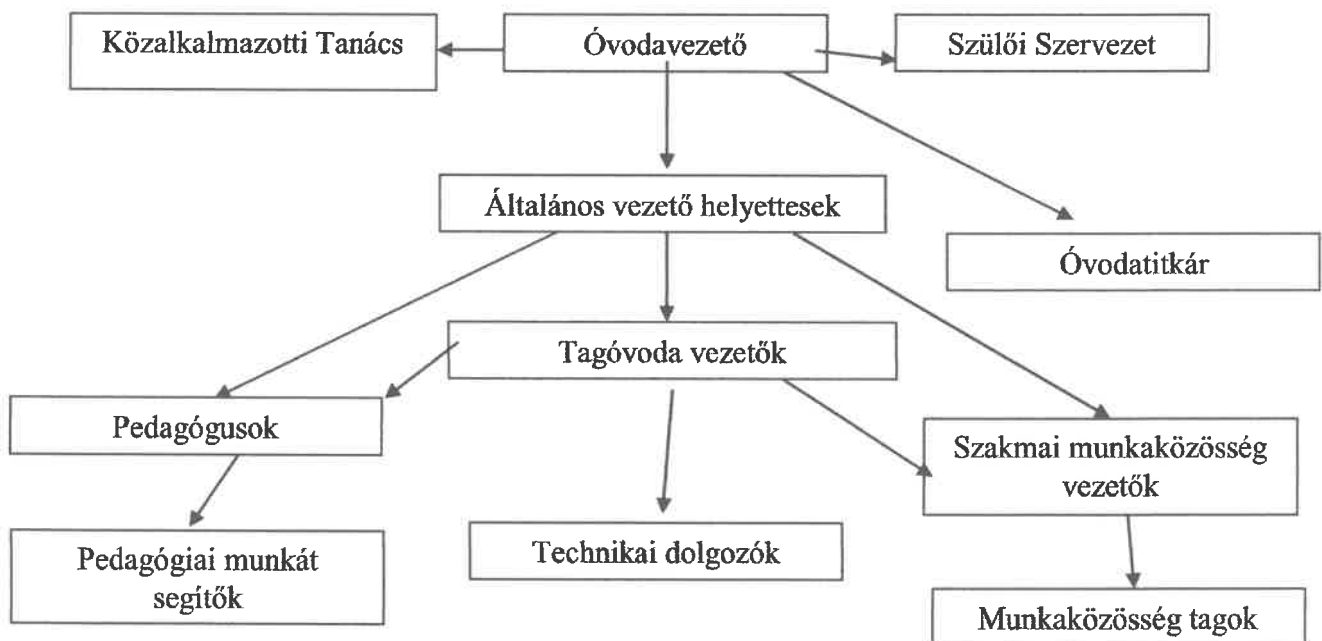 Közalkalmazotti Tanács
Óvodavezető
Szülői Szervezet
Általános vezető helyettesek
Óvodatitkár
Tagóvoda vezetők
Pedagógusok
Szakmai munkaközösség
vezetők
Pedagógiai munkát
segítők
Technikai dolgozók
Munkaközösség tagok